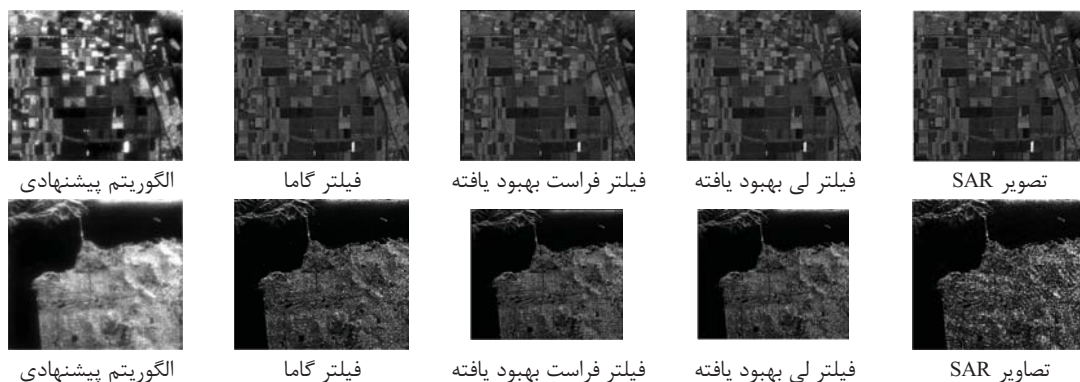 تصویر SAR فیلتر لی بهبود یافته فیلتر فراست بهبود یافته فیلتر گاما الگوریتم پیشنهادی
تصاویر SAR فیلتر لی بهبود یافته فیلتر فراست بهبود یافته فیلتر گاما الگوریتم پیشنهادی